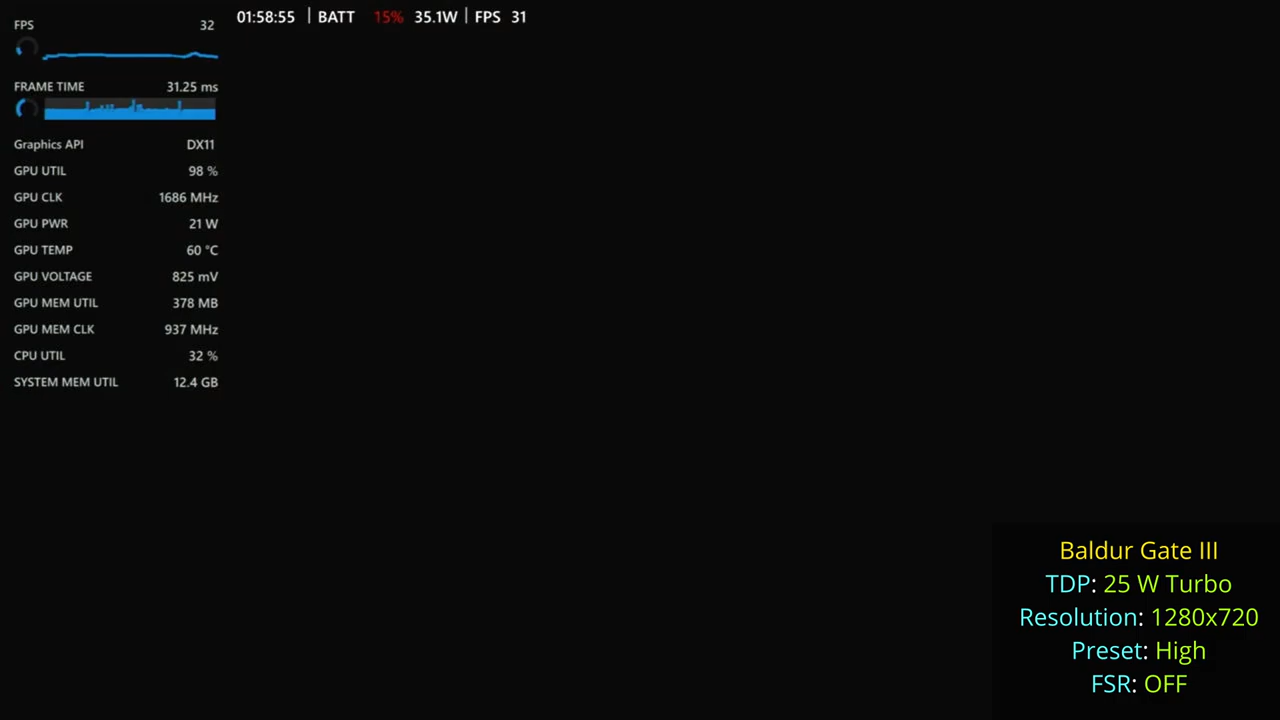 01:58:55 | BATT 15% 35.1W | FPS 31
FPS 32
FRAME TIME 31.25 ms
Graphics API DX11
GPU UTIL 98 %
GPU CLK 1686 MHz
GPU PWR 21 W
GPU TEMP 60 °C
GPU VOLTAGE 825 mV
GPU MEM UTIL 378 MB
GPU MEM CLK 937 MHz
CPU UTIL 32 %
SYSTEM MEM UTIL 12.4 GB
Baldur Gate III
TDP: 25 W Turbo
Resolution: 1280x720
Preset: High
FSR: OFF